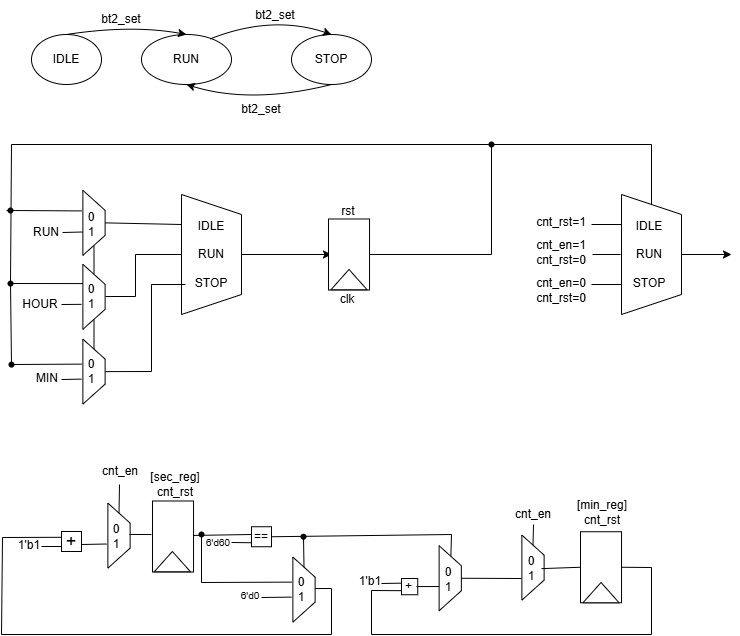 bt2_set
bt2_set
IDLE
RUN
STOP
bt2_set
0
RUN
1
IDLE
RUN
STOP
rst
clk
0
HOUR
1
0
MIN
1
cnt_rst=1
cnt_en=1
cnt_rst=0
cnt_en=0
cnt_rst=0
IDLE
RUN
STOP
cnt_en
[sec_reg]
cnt_rst
0
1
1'b1
+
6'd60
==
0
1
6'd0
cnt_en
[min_reg]
cnt_rst
0
1
0
1
1'b1
+